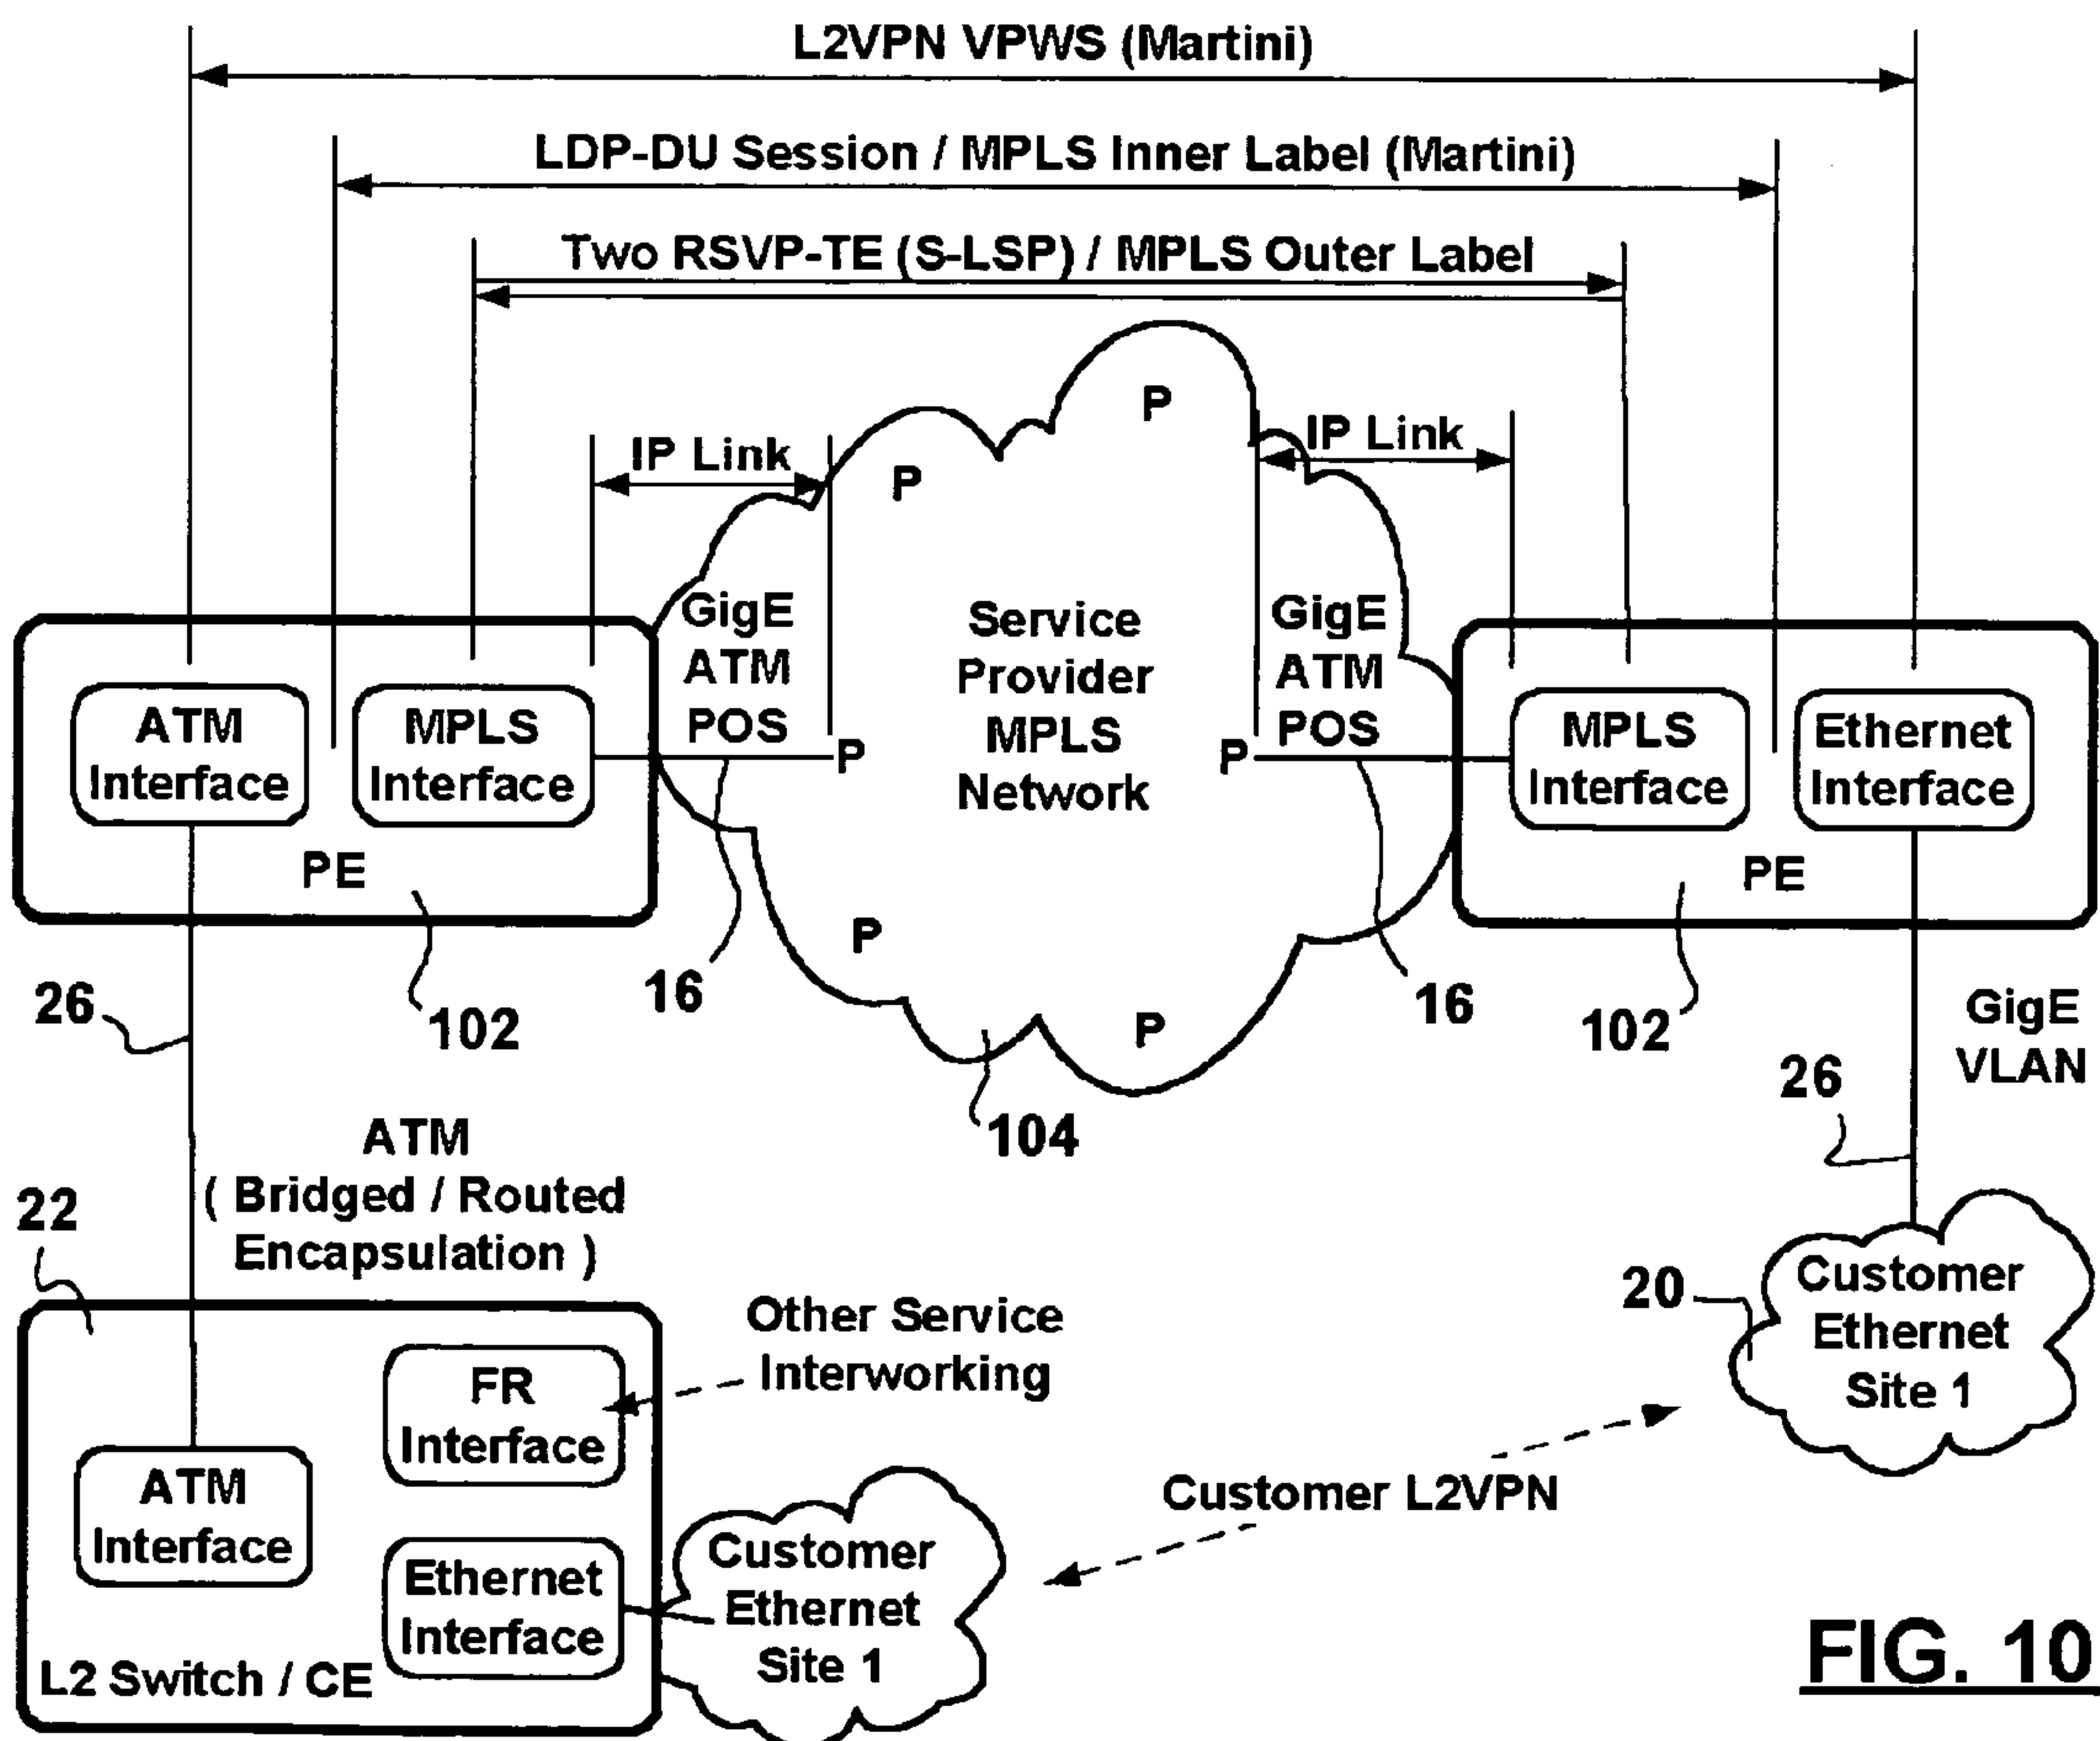 L2VPN VPWS (Martini)
LDP-DU Session / MPLS Inner Label (Martini)
Two RSVP-TE (S-LSP) / MPLS Outer Label
P
IP Link
IP Link
P
GigE
ATM
POS
Service
Provider
MPLS
Network
GigE
ATM
POS
ATM
Interface
MPLS
Interface
P
P
MPLS
Interface
Ethernet
Interface
PE
PE
P
P
26
102
16
104
16
102
GigE
VLAN
26
ATM
( Bridged / Routed
Encapsulation )
22
Other Service
Interworking
20
Customer
Ethernet
Site 1
FR
Interface
ATM
Interface
Customer L2VPN
Ethernet
Interface
Customer
Ethernet
Site 1
L2 Switch / CE
FIG. 10